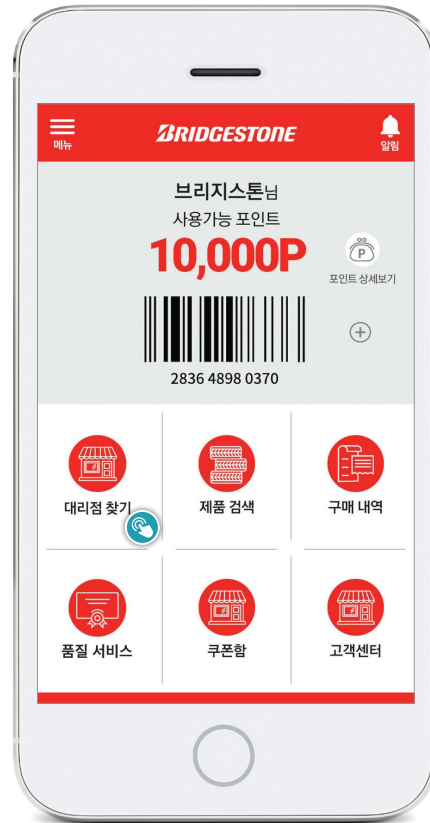 메뉴
BRIDGESTONE
알림
브리지스톤님
사용가능 포인트
10,000P
P
포인트 상세보기
2836 4898 0370
대리점 찾기
제품 검색
구매 내역
품질 서비스
쿠폰함
고객센터